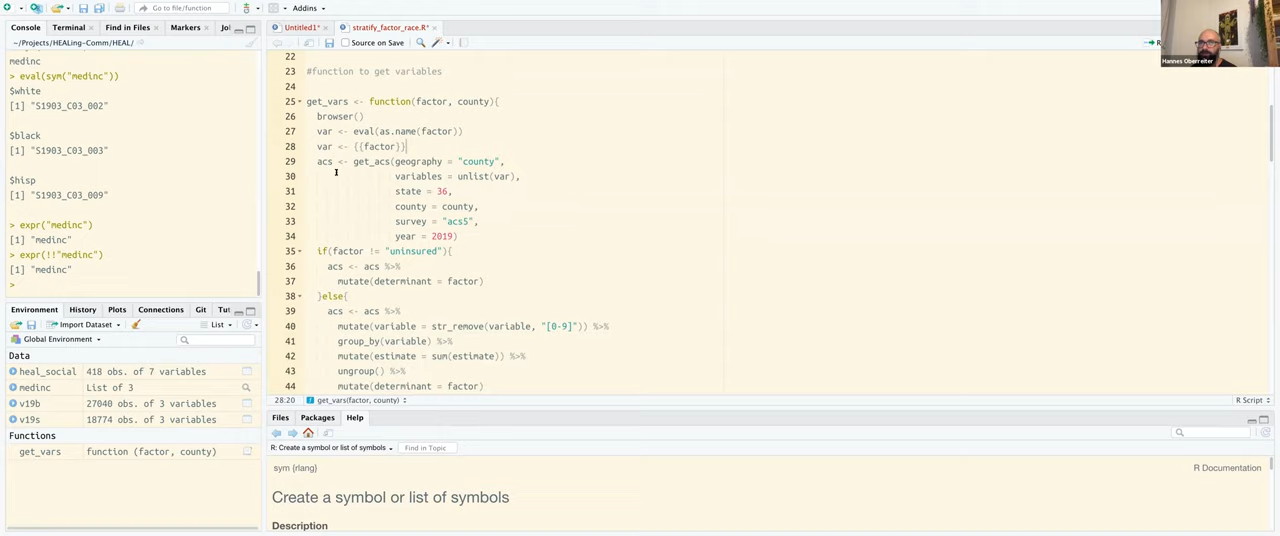 Go to file/function
Addins
Console
Terminal
Find in Files
Markers
~/Projects/HEALing-Comm/HEAL/
medinc
> eval(sym("medinc"))
$white
[1] "S1903_C03_002"
$black
[1] "S1903_C03_003"
$hisp
[1] "S1903_C03_009"
> expr("medinc")
[1] "medinc"
> expr(!!"medinc")
[1] "medinc"
>
Environment
History
Plots
Connections
Git
Tut
Import Dataset
List
Global Environment
Data
heal_social 418 obs. of 7 variables
medinc List of 3
v19b 27040 obs. of 3 variables
v19s 18774 obs. of 3 variables
Functions
get_vars function (factor, county)
Untitled1*
stratify_factor_race.R*
Source on Save
22
23 #function to get variables
24
25 get_vars <- function(factor, county){
26 browser()
27 var <- eval(as.name(factor))
28 var <- {{factor}}
29 acs <- get_acs(geography = "county",
30 variables = unlist(var),
31 state = 36,
32 county = county,
33 survey = "acs5",
34 year = 2019)
35 if(factor != "uninsured"){
36 acs <- acs %>%
37 mutate(determinant = factor)
38 }else{
39 acs <- acs %>%
40 mutate(variable = str_remove(variable, "[0-9]")) %>%
41 group_by(variable) %>%
42 mutate(estimate = sum(estimate)) %>%
43 ungroup() %>%
44 mutate(determinant = factor)
28:20
get_vars(factor, county)
R Script
Files
Packages
Help
R: Create a symbol or list of symbols
Find in Topic
sym {rlang}
R Documentation
Create a symbol or list of symbols
Description
Hannes Oberreiter